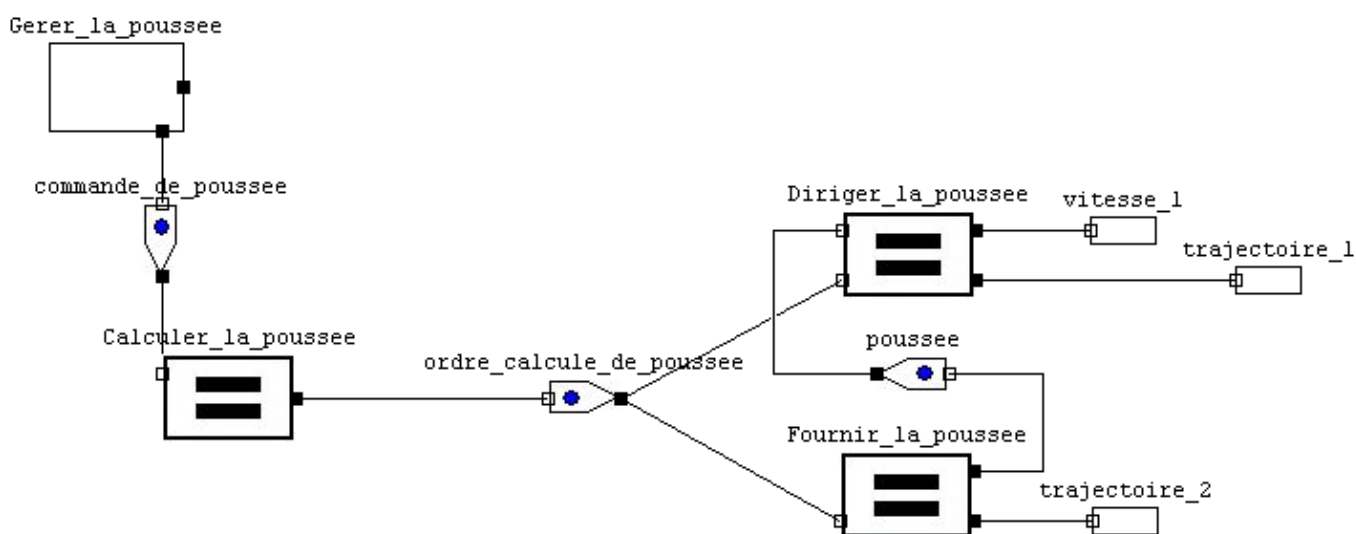 Gerer_la_poussee
commande_de_poussee
Diriger_la_poussee
vitesse_1
trajectoire_1
Calculer_la_poussee
ordre_calcule_de_poussee
poussee
Fournir_la_poussee
trajectoire_2